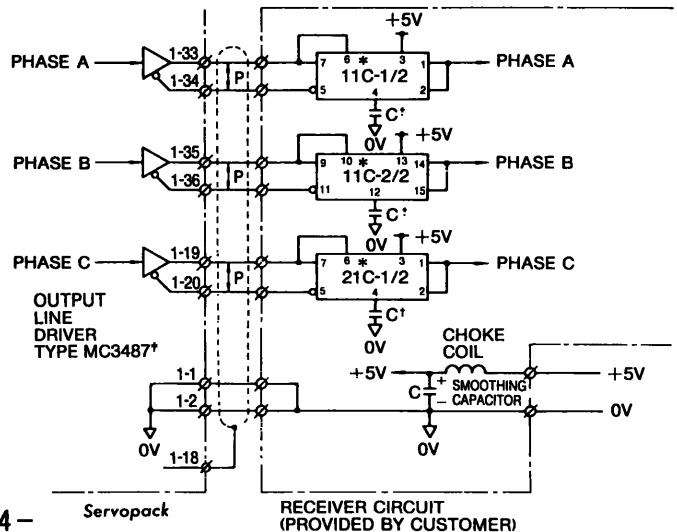 +5V
PHASE A 1-33 7 6 * 3 1 PHASE A
11C-1/2
1-34 P 5 4 2
C†
0V
+5V
PHASE B 1-35 9 10 * 13 14 PHASE B
11C-2/2
1-36 P 11 12 15
C‡
0V
+5V
PHASE C 1-19 7 6 * 3 1 PHASE C
21C-1/2
1-20 P 5 4 2
C†
0V
OUTPUT
LINE
DRIVER
TYPE MC3487†
CHOKE
COIL
+5V +5V
C + SMOOTHING
– CAPACITOR
1-1
1-2 0V
0V 0V
1-18
4 –
Servopack
RECEIVER CIRCUIT
(PROVIDED BY CUSTOMER)